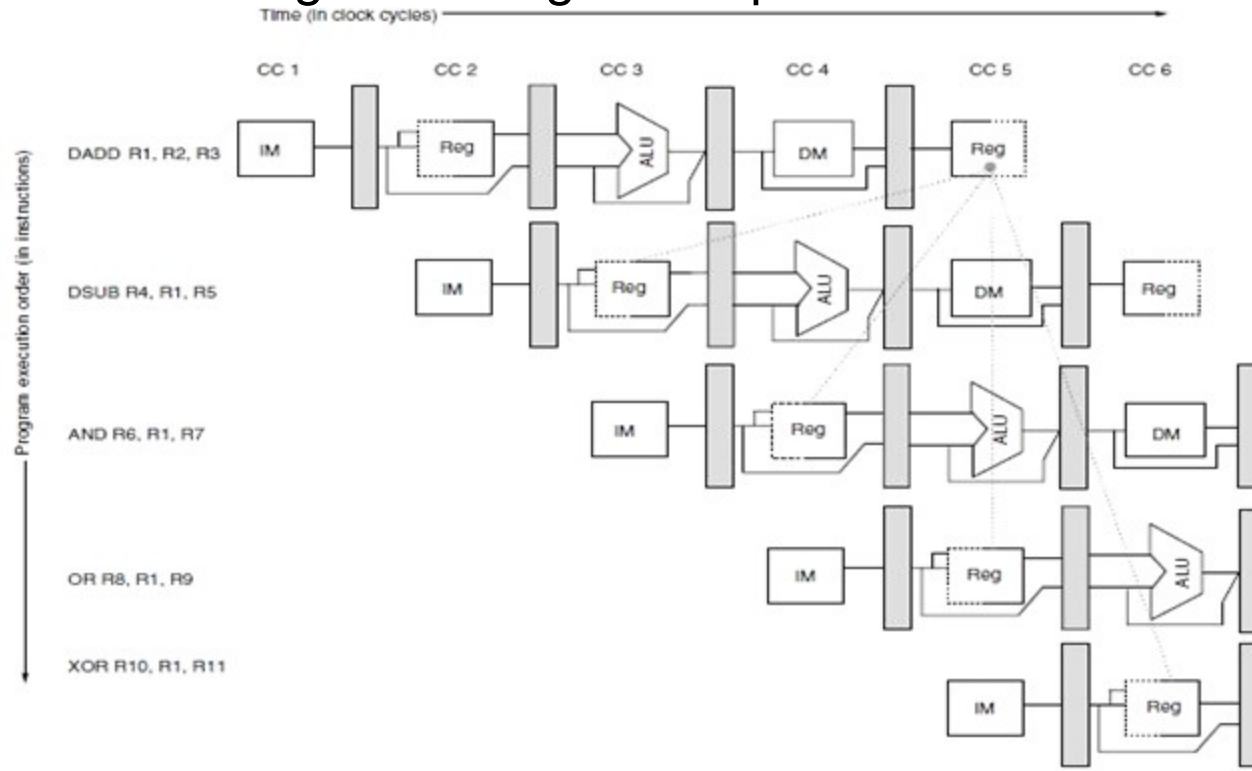 Time (in clock cycles)
CC 1 CC 2 CC 3 CC 4 CC 5 CC 6
Program execution order (in instructions)
DADD R1, R2, R3 IM Reg ALU DM Reg
DSUB R4, R1, R5 IM Reg ALU DM Reg
AND R6, R1, R7 IM Reg ALU DM
OR R8, R1, R9 IM Reg ALU
XOR R10, R1, R11
IM Reg